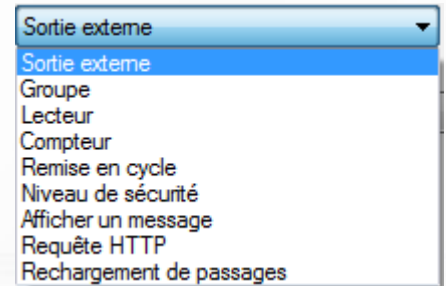 Sortie externe
Sortie externe
Groupe
Lecteur
Compteur
Remise en cycle
Niveau de sécurité
Afficher un message
Requête HTTP
Rechargement de passages